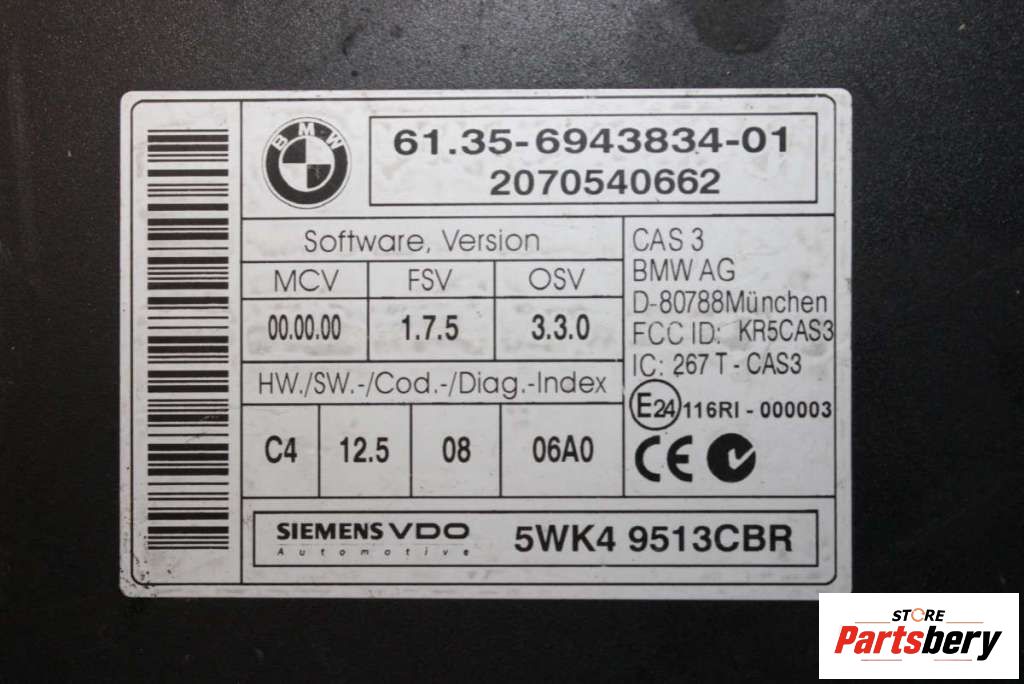 BMW
61.35-6943834-01
2070540662
Software, Version
MCV FSV OSV
00.00.00 1.7.5 3.3.0
HW./SW.-/Cod.-/Diag.-Index
C4 12.5 08 06A0
CAS 3
BMW AG
D-80788München
FCC ID: KR5CAS3
IC: 267 T - CAS3
E24 116RI - 000003
CE
SIEMENS VDO
Automotive
5WK4 9513CBR
STORE
Partsbery